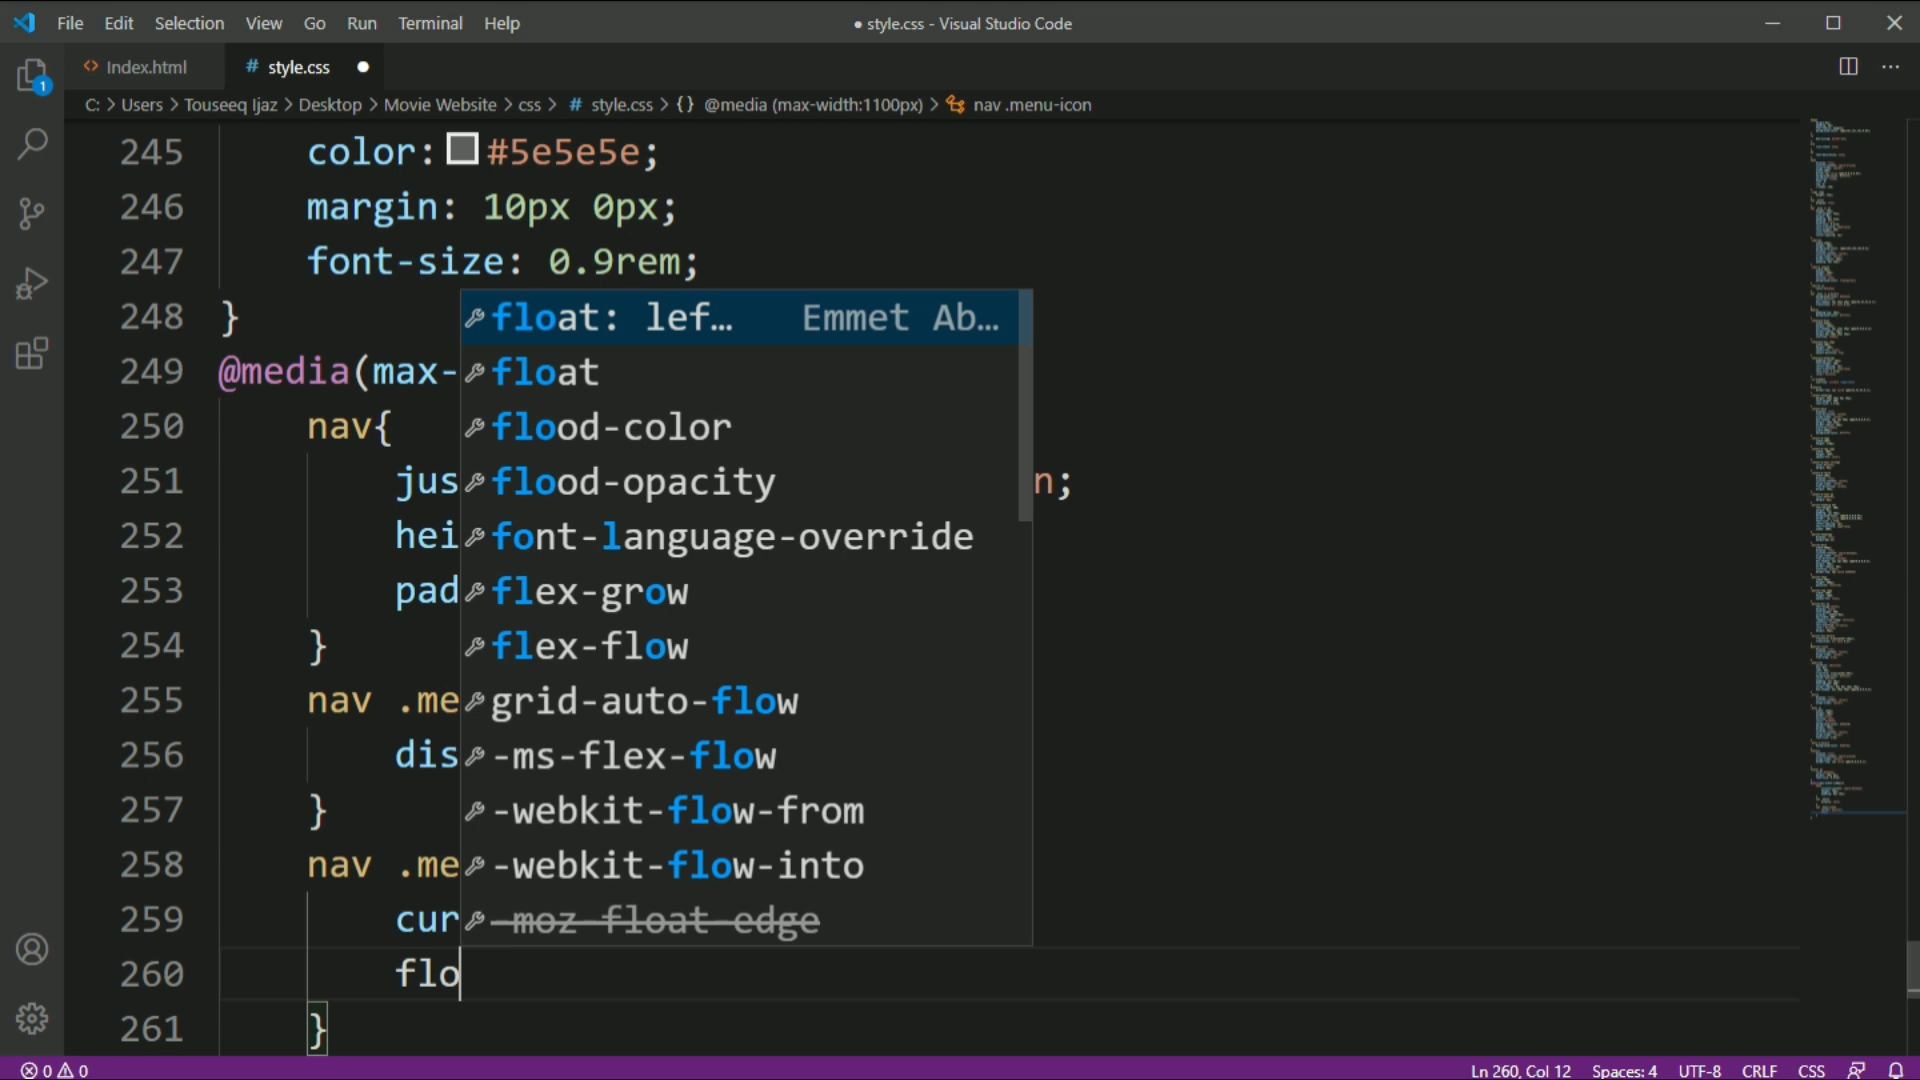 File Edit Selection View Go Run Terminal Help ● style.css - Visual Studio Code
<> Index.html # style.css ●
C: > Users > Touseeq Ijaz > Desktop > Movie Website > css > # style.css > {} @media (max-width:1100px) > nav .menu-icon
1
245 color: #5e5e5e;
246 margin: 10px 0px;
247 font-size: 0.9rem;
248 } float: lef… Emmet Ab…
249 @media(max- float
250 nav{ flood-color
251 jus flood-opacity n;
252 hei font-language-override
253 pad flex-grow
254 } flex-flow
255 nav .me grid-auto-flow
256 dis -ms-flex-flow
257 } -webkit-flow-from
258 nav .me -webkit-flow-into
259 cur -moz-float-edge
260 flo
261 }
0 0 Ln 260, Col 12 Spaces: 4 UTF-8 CRLF CSS